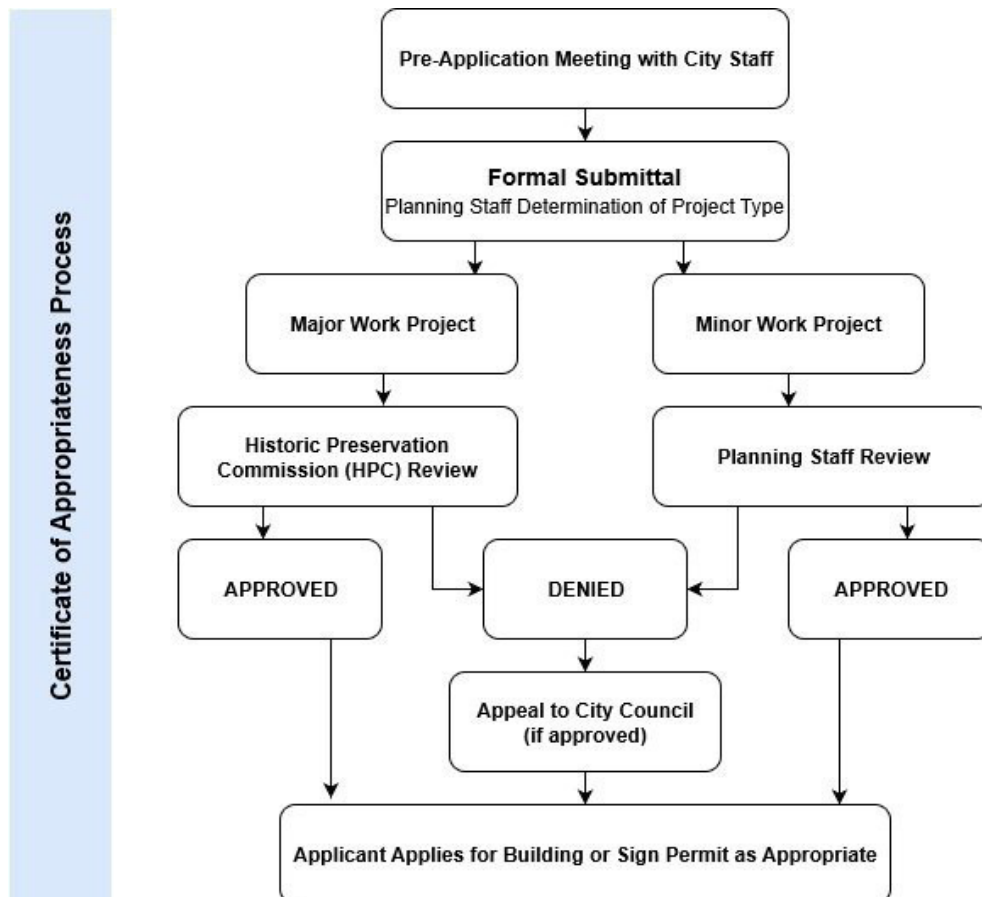 Certificate of Appropriateness Process
Pre-Application Meeting with City Staff
Formal Submittal
Planning Staff Determination of Project Type
Major Work Project
Minor Work Project
Historic Preservation
Commission (HPC) Review
Planning Staff Review
APPROVED
DENIED
APPROVED
Appeal to City Council
(if approved)
Applicant Applies for Building or Sign Permit as Appropriate